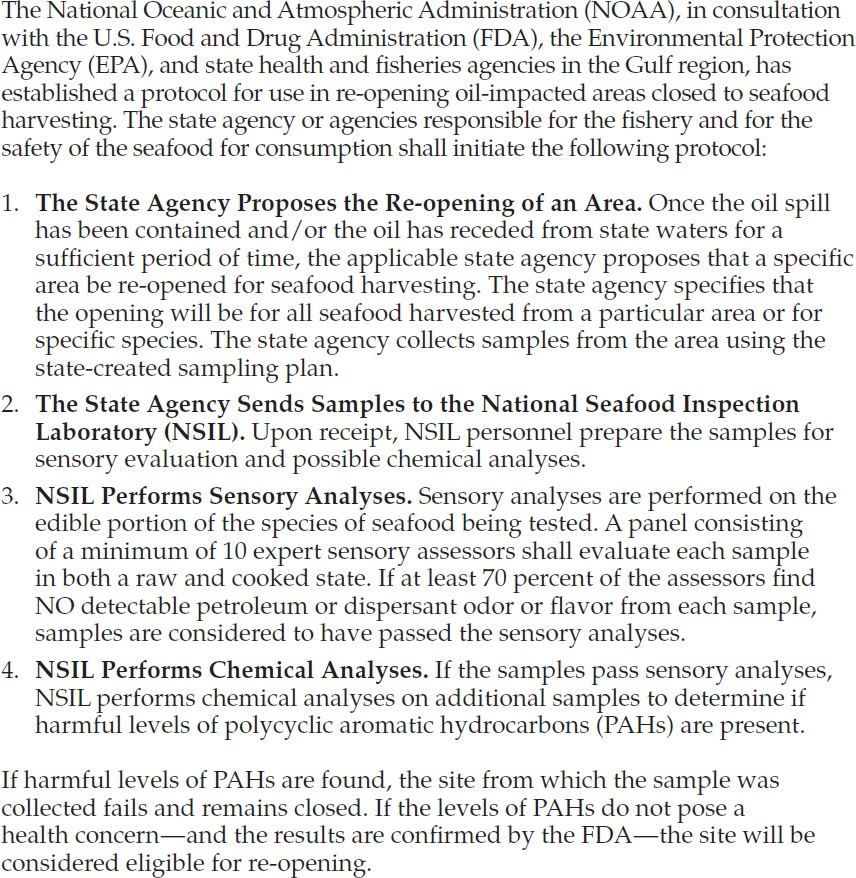 The National Oceanic and Atmospheric Administration (NOAA), in consultation
with the U.S. Food and Drug Administration (FDA), the Environmental Protection
Agency (EPA), and state health and fisheries agencies in the Gulf region, has
established a protocol for use in re-opening oil-impacted areas closed to seafood
harvesting. The state agency or agencies responsible for the fishery and for the
safety of the seafood for consumption shall initiate the following protocol:
1. The State Agency Proposes the Re-opening of an Area. Once the oil spill
has been contained and/or the oil has receded from state waters for a
sufficient period of time, the applicable state agency proposes that a specific
area be re-opened for seafood harvesting. The state agency specifies that
the opening will be for all seafood harvested from a particular area or for
specific species. The state agency collects samples from the area using the
state-created sampling plan.
2. The State Agency Sends Samples to the National Seafood Inspection
Laboratory (NSIL). Upon receipt, NSIL personnel prepare the samples for
sensory evaluation and possible chemical analyses.
3. NSIL Performs Sensory Analyses. Sensory analyses are performed on the
edible portion of the species of seafood being tested. A panel consisting
of a minimum of 10 expert sensory assessors shall evaluate each sample
in both a raw and cooked state. If at least 70 percent of the assessors find
NO detectable petroleum or dispersant odor or flavor from each sample,
samples are considered to have passed the sensory analyses.
4. NSIL Performs Chemical Analyses. If the samples pass sensory analyses,
NSIL performs chemical analyses on additional samples to determine if
harmful levels of polycyclic aromatic hydrocarbons (PAHs) are present.
If harmful levels of PAHs are found, the site from which the sample was
collected fails and remains closed. If the levels of PAHs do not pose a
health concern—and the results are confirmed by the FDA—the site will be
considered eligible for re-opening.